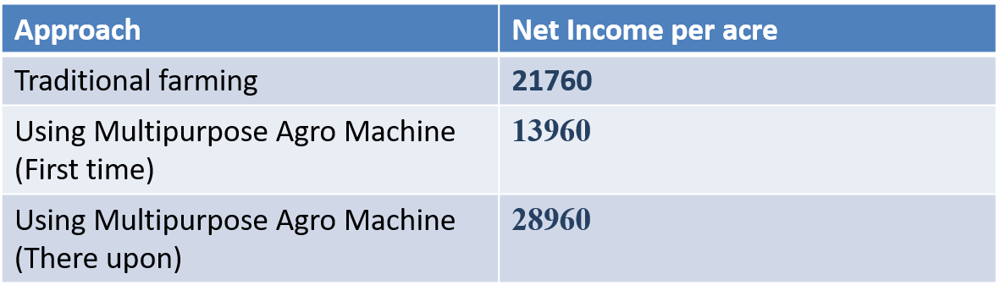 Approach
Net Income per acre
Traditional farming
21760
Using Multipurpose Agro Machine
(First time)
13960
Using Multipurpose Agro Machine
(There upon)
28960